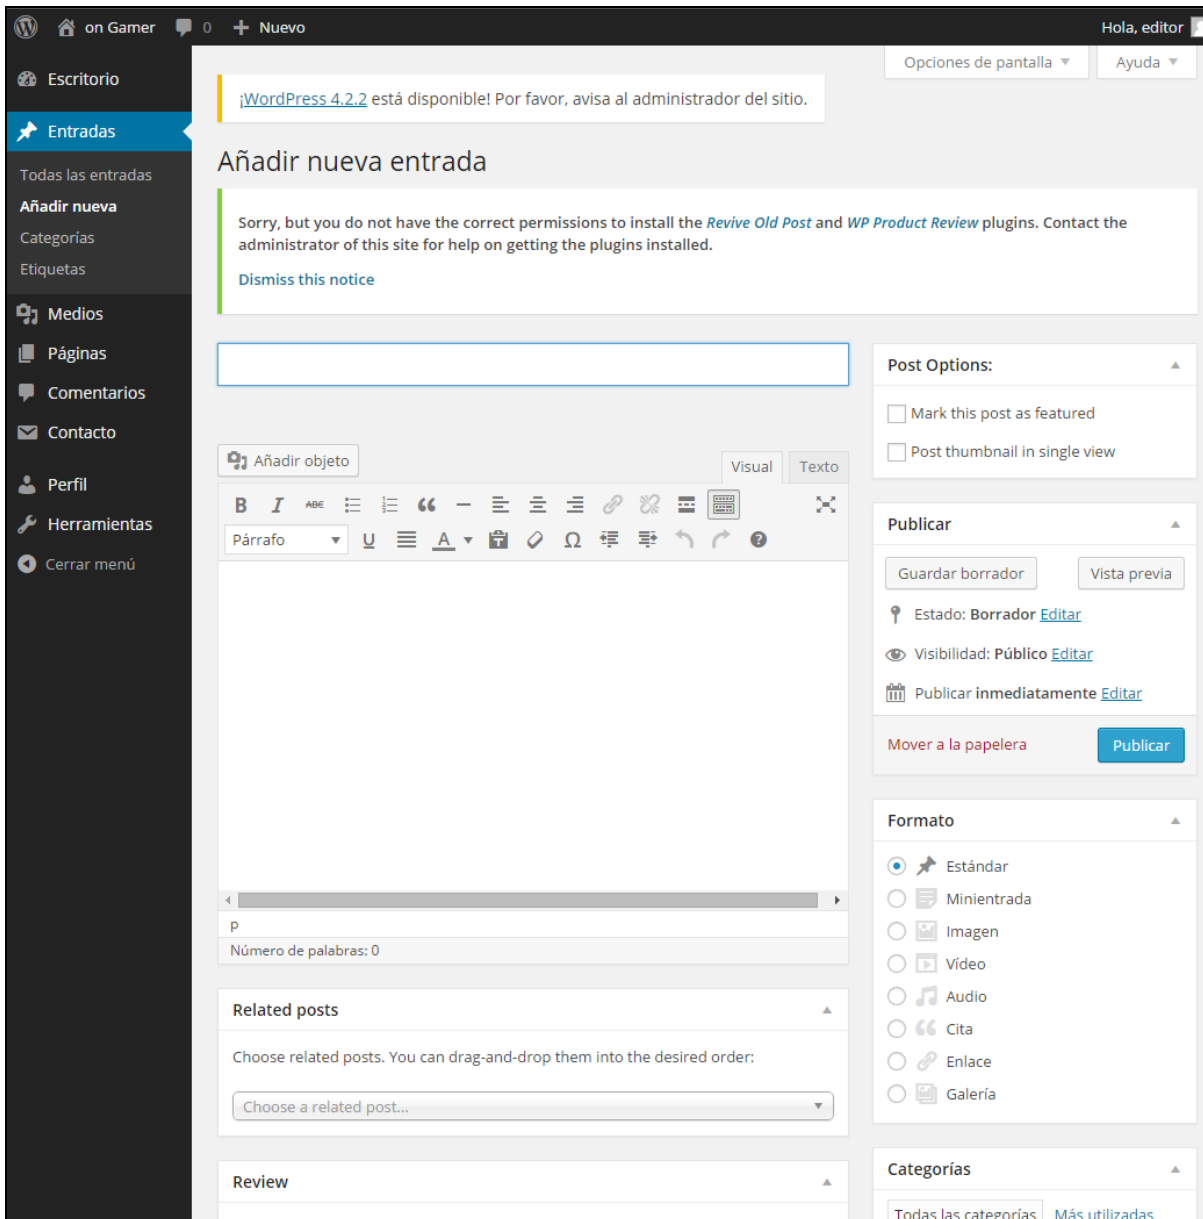 on Gamer 0 Nuevo Hola, editor
Opciones de pantalla Ayuda
Escritorio
Entradas
Todas las entradas
Añadir nueva
Categorías
Etiquetas
Medios
Páginas
Comentarios
Contacto
Perfil
Herramientas
Cerrar menú
¡WordPress 4.2.2 está disponible! Por favor, avisa al administrador del sitio.
Añadir nueva entrada
Sorry, but you do not have the correct permissions to install the Revive Old Post and WP Product Review plugins. Contact the
administrator of this site for help on getting the plugins installed.
Dismiss this notice
Añadir objeto
Visual Texto
B I ABC
Párrafo U A Ω
p
Número de palabras: 0
Related posts
Choose related posts. You can drag-and-drop them into the desired order:
Choose a related post...
Review
Post Options:
Mark this post as featured
Post thumbnail in single view
Publicar
Guardar borrador Vista previa
Estado: Borrador Editar
Visibilidad: Público Editar
Publicar inmediatamente Editar
Mover a la papelera Publicar
Formato
Estándar
Minientrada
Imagen
Vídeo
Audio
Cita
Enlace
Galería
Categorías
Todas las categorías Más utilizadas